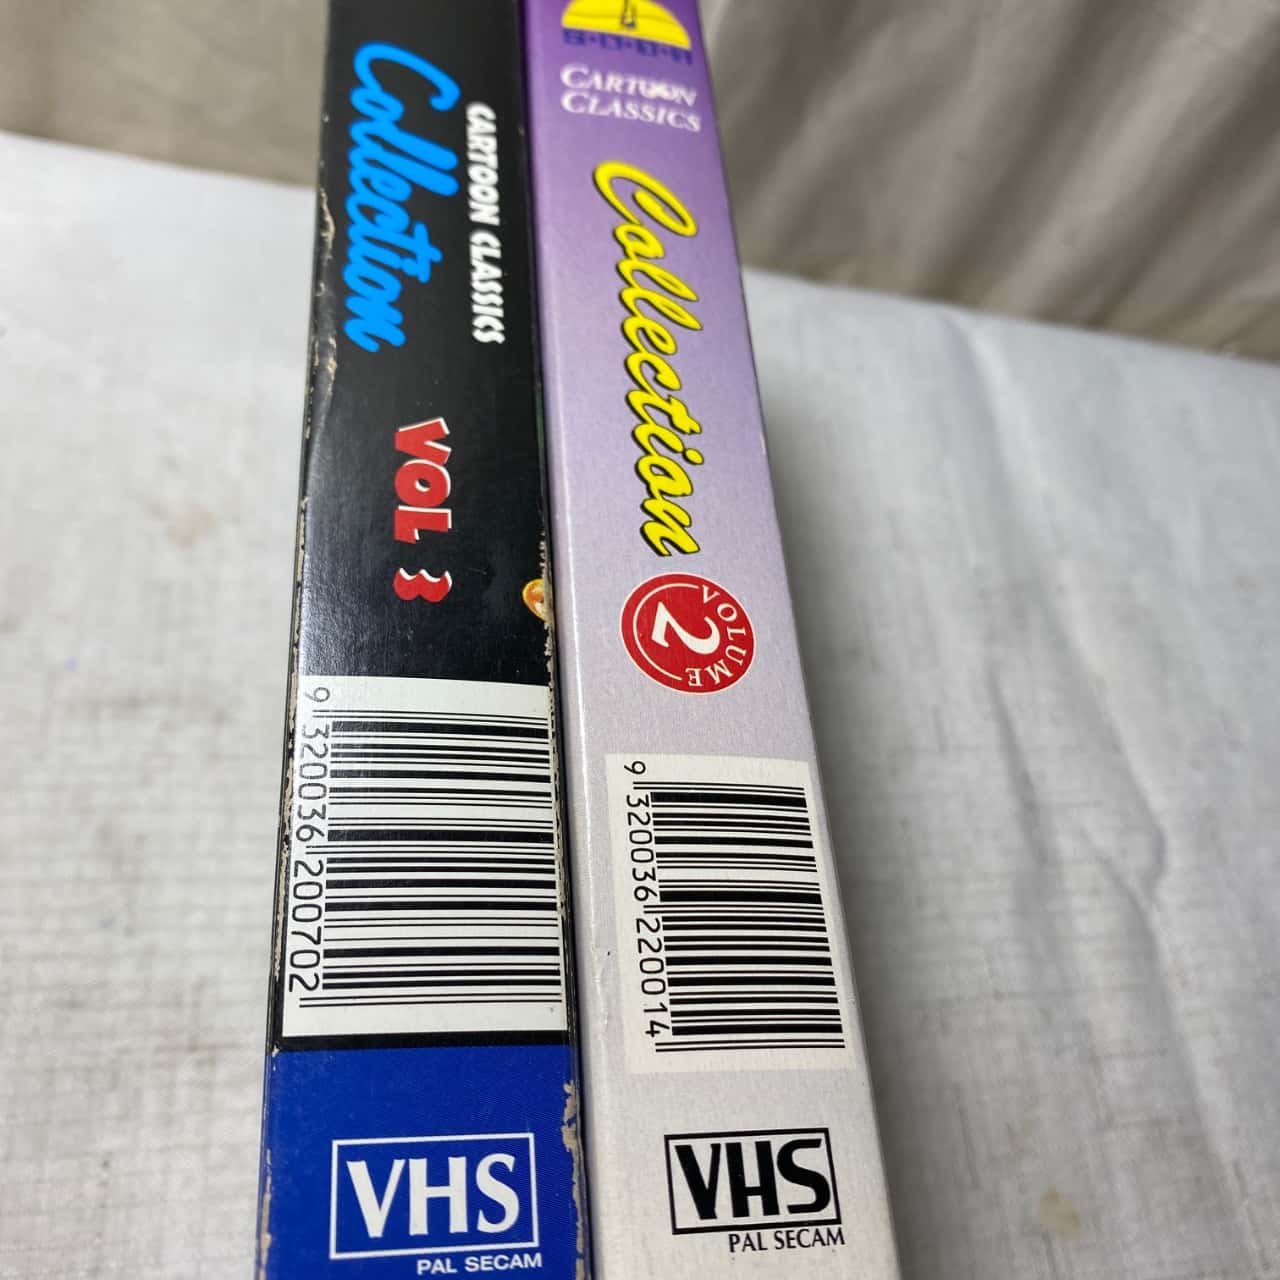 CARTOON CLASSICS
Collection
VOL 3
9 320036 200702
VHS
PAL SECAM
CARTOON
CLASSICS
Collection
VOLUME
2
9 320036 220014
VHS
PAL SECAM